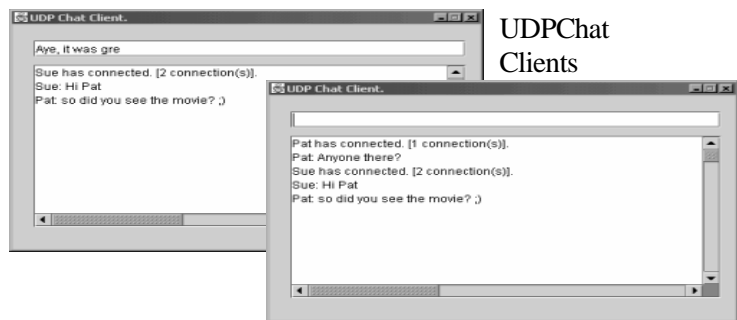 UDP Chat Client.
Aye, it was gre
Sue has connected. [2 connection(s)].
Sue: Hi Pat
Pat: so did you see the movie? ;)
UDPChat
Clients
UDP Chat Client.
Pat has connected. [1 connection(s)].
Pat: Anyone there?
Sue has connected. [2 connection(s)].
Sue: Hi Pat
Pat: so did you see the movie? ;)